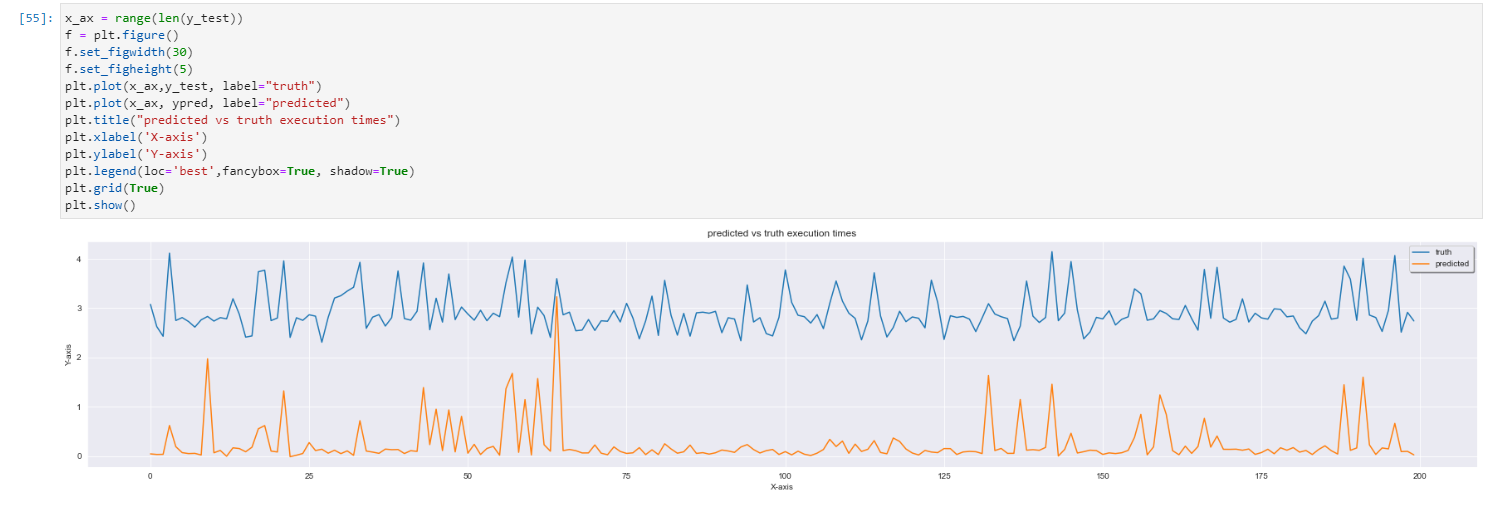 [55]: x_ax = range(len(y_test))
f = plt.figure()
f.set_figwidth(30)
f.set_figheight(5)
plt.plot(x_ax,y_test, label="truth")
plt.plot(x_ax, ypred, label="predicted")
plt.title("predicted vs truth execution times")
plt.xlabel('X-axis')
plt.ylabel('Y-axis')
plt.legend(loc='best',fancybox=True, shadow=True)
plt.grid(True)
plt.show()
predicted vs truth execution times
truth
predicted
4
3
2
1
0
Y-axis
0 25 50 75 100 125 150 175 200
X-axis